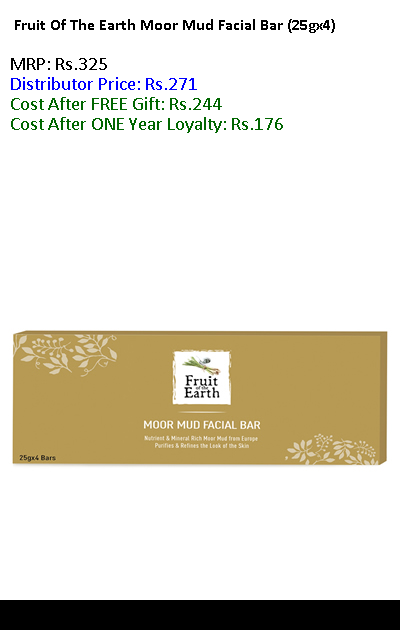 Fruit Of The Earth Moor Mud Facial Bar (25gx4)
MRP: Rs.325
Distributor Price: Rs.271
Cost After FREE Gift: Rs.244
Cost After ONE Year Loyalty: Rs.176
Fruit
of the
Earth
MOOR MUD FACIAL BAR
Nutrient & Mineral Rich Moor Mud from Europe
Purifies & Refines the Look of the Skin
25gx4 Bars